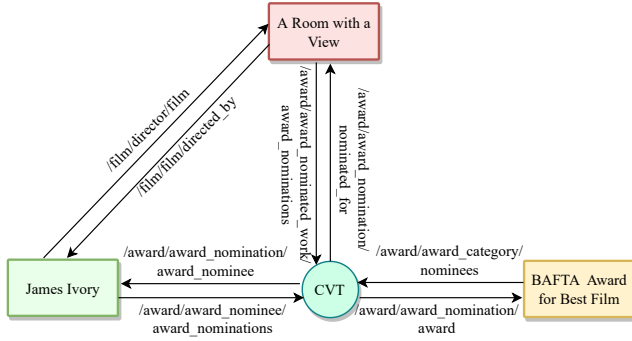 A Room with a
View
/film/director/film
/film/film/directed_by
/award/award_nominated_work/
award_nominations
/award/award_nomination/
nominated_for
/award/award_nomination/
award_nominee
/award/award_category/
nominees
James Ivory
CVT
BAFTA Award
for Best Film
/award/award_nominee/
award_nominations
/award/award_nomination/
award